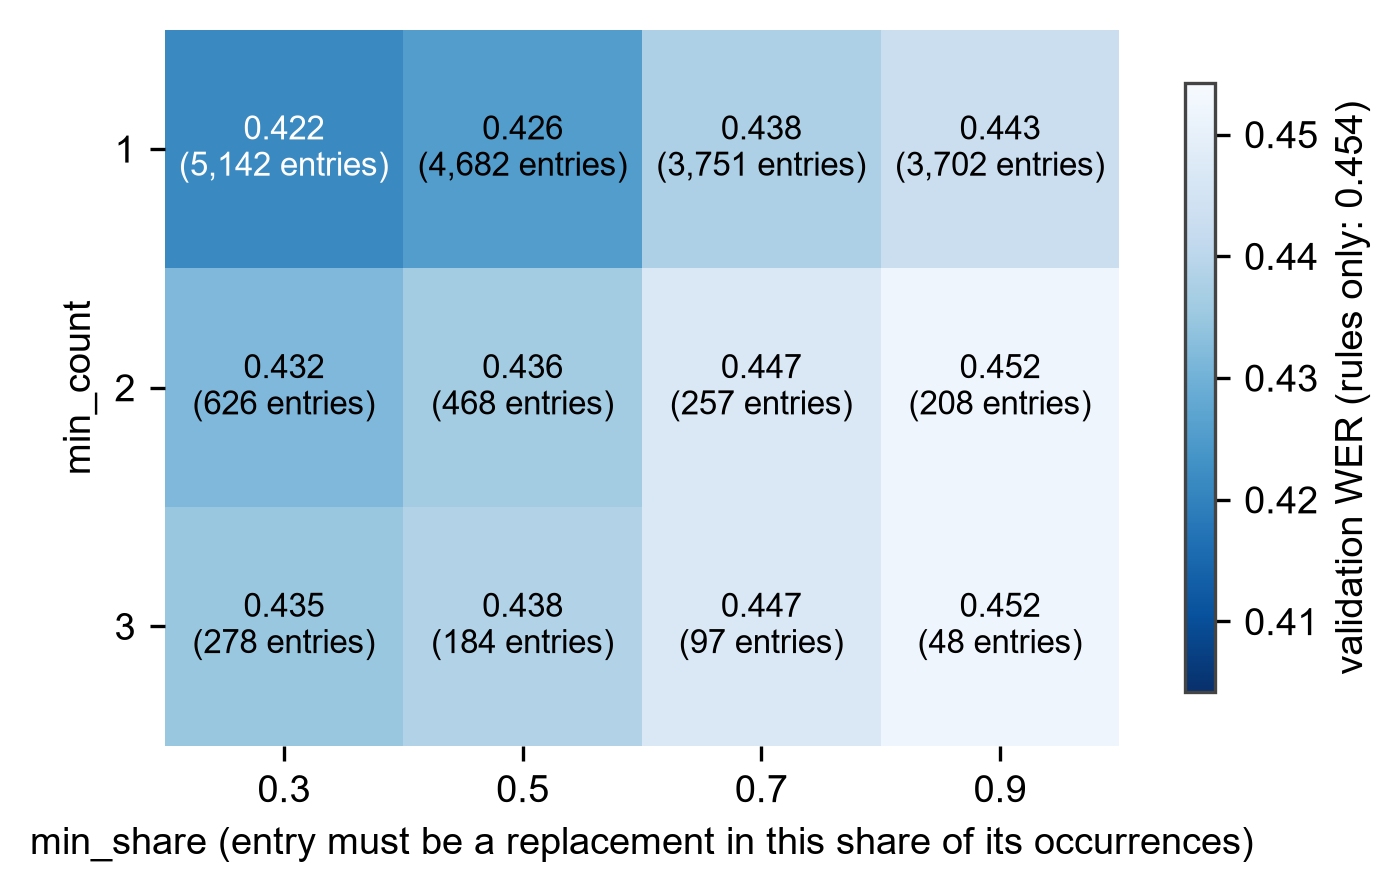 0.422
(5,142 entries)
0.426
(4,682 entries)
0.438
(3,751 entries)
0.443
(3,702 entries)
0.432
(626 entries)
0.436
(468 entries)
0.447
(257 entries)
0.452
(208 entries)
0.435
(278 entries)
0.438
(184 entries)
0.447
(97 entries)
0.452
(48 entries)
1
2
3
min_count
0.3
0.5
0.7
0.9
min_share (entry must be a replacement in this share of its occurrences)
0.45
0.44
0.43
0.42
0.41
validation WER (rules only: 0.454)